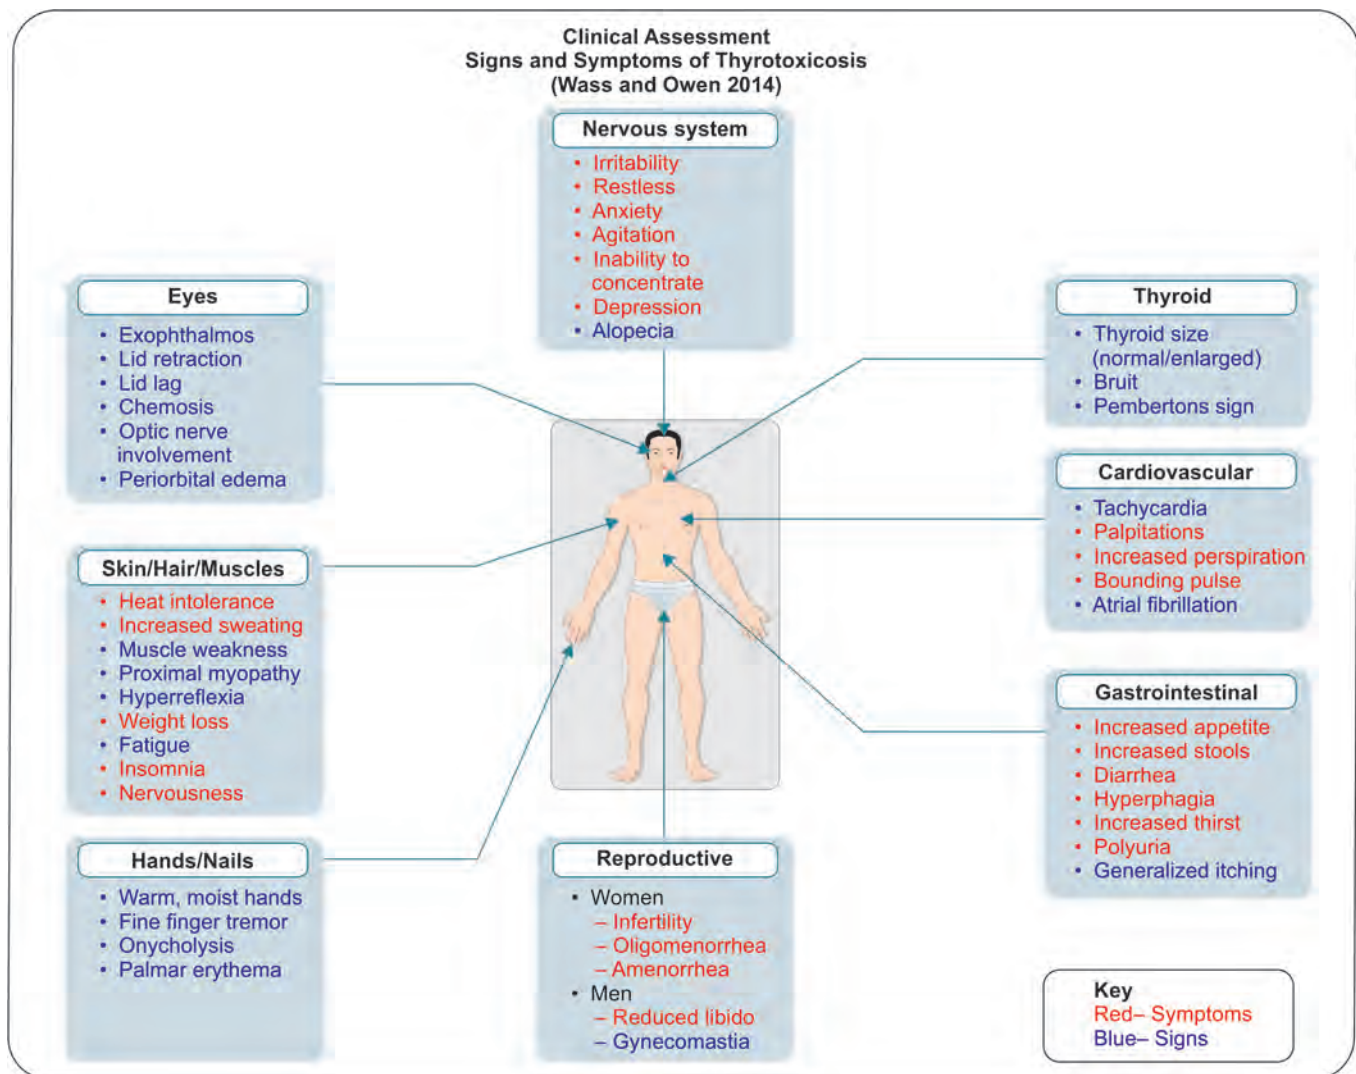 Clinical Assessment
Signs and Symptoms of Thyrotoxicosis
(Wass and Owen 2014)
Nervous system
• Irritability
• Restless
• Anxiety
• Agitation
• Inability to
concentrate
• Depression
• Alopecia
Eyes
• Exophthalmos
• Lid retraction
• Lid lag
• Chemosis
• Optic nerve
involvement
• Periorbital edema
Thyroid
• Thyroid size
(normal/enlarged)
• Bruit
• Pembertons sign
Cardiovascular
• Tachycardia
• Palpitations
• Increased perspiration
• Bounding pulse
• Atrial fibrillation
Skin/Hair/Muscles
• Heat intolerance
• Increased sweating
• Muscle weakness
• Proximal myopathy
• Hyperreflexia
• Weight loss
• Fatigue
• Insomnia
• Nervousness
Gastrointestinal
• Increased appetite
• Increased stools
• Diarrhea
• Hyperphagia
• Increased thirst
• Polyuria
• Generalized itching
Hands/Nails
• Warm, moist hands
• Fine finger tremor
• Onycholysis
• Palmar erythema
Reproductive
• Women
– Infertility
– Oligomenorrhea
– Amenorrhea
• Men
– Reduced libido
– Gynecomastia
Key
Red– Symptoms
Blue– Signs